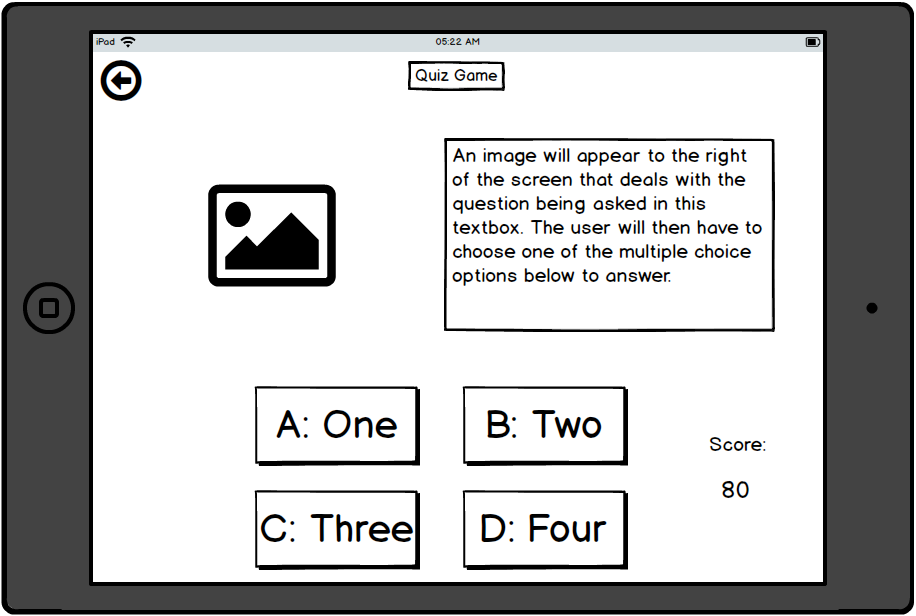 iPad
05:22 AM
Quiz Game
An image will appear to the right
of the screen that deals with the
question being asked in this
textbox. The user will then have to
choose one of the multiple choice
options below to answer.
A: One
B: Two
Score:
80
C: Three
D: Four